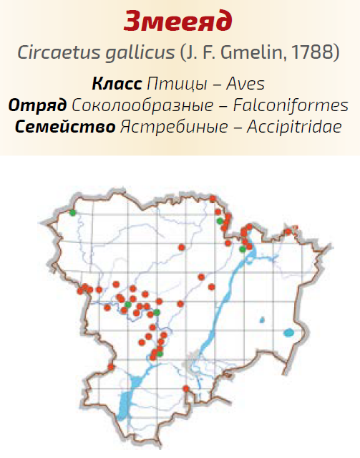 Змееяд
Circaetus gallicus (J. F. Gmelin, 1788)
Класс Птицы – Aves
Отряд Соколообразные – Falconiformes
Семейство Ястребиные – Accipitridae